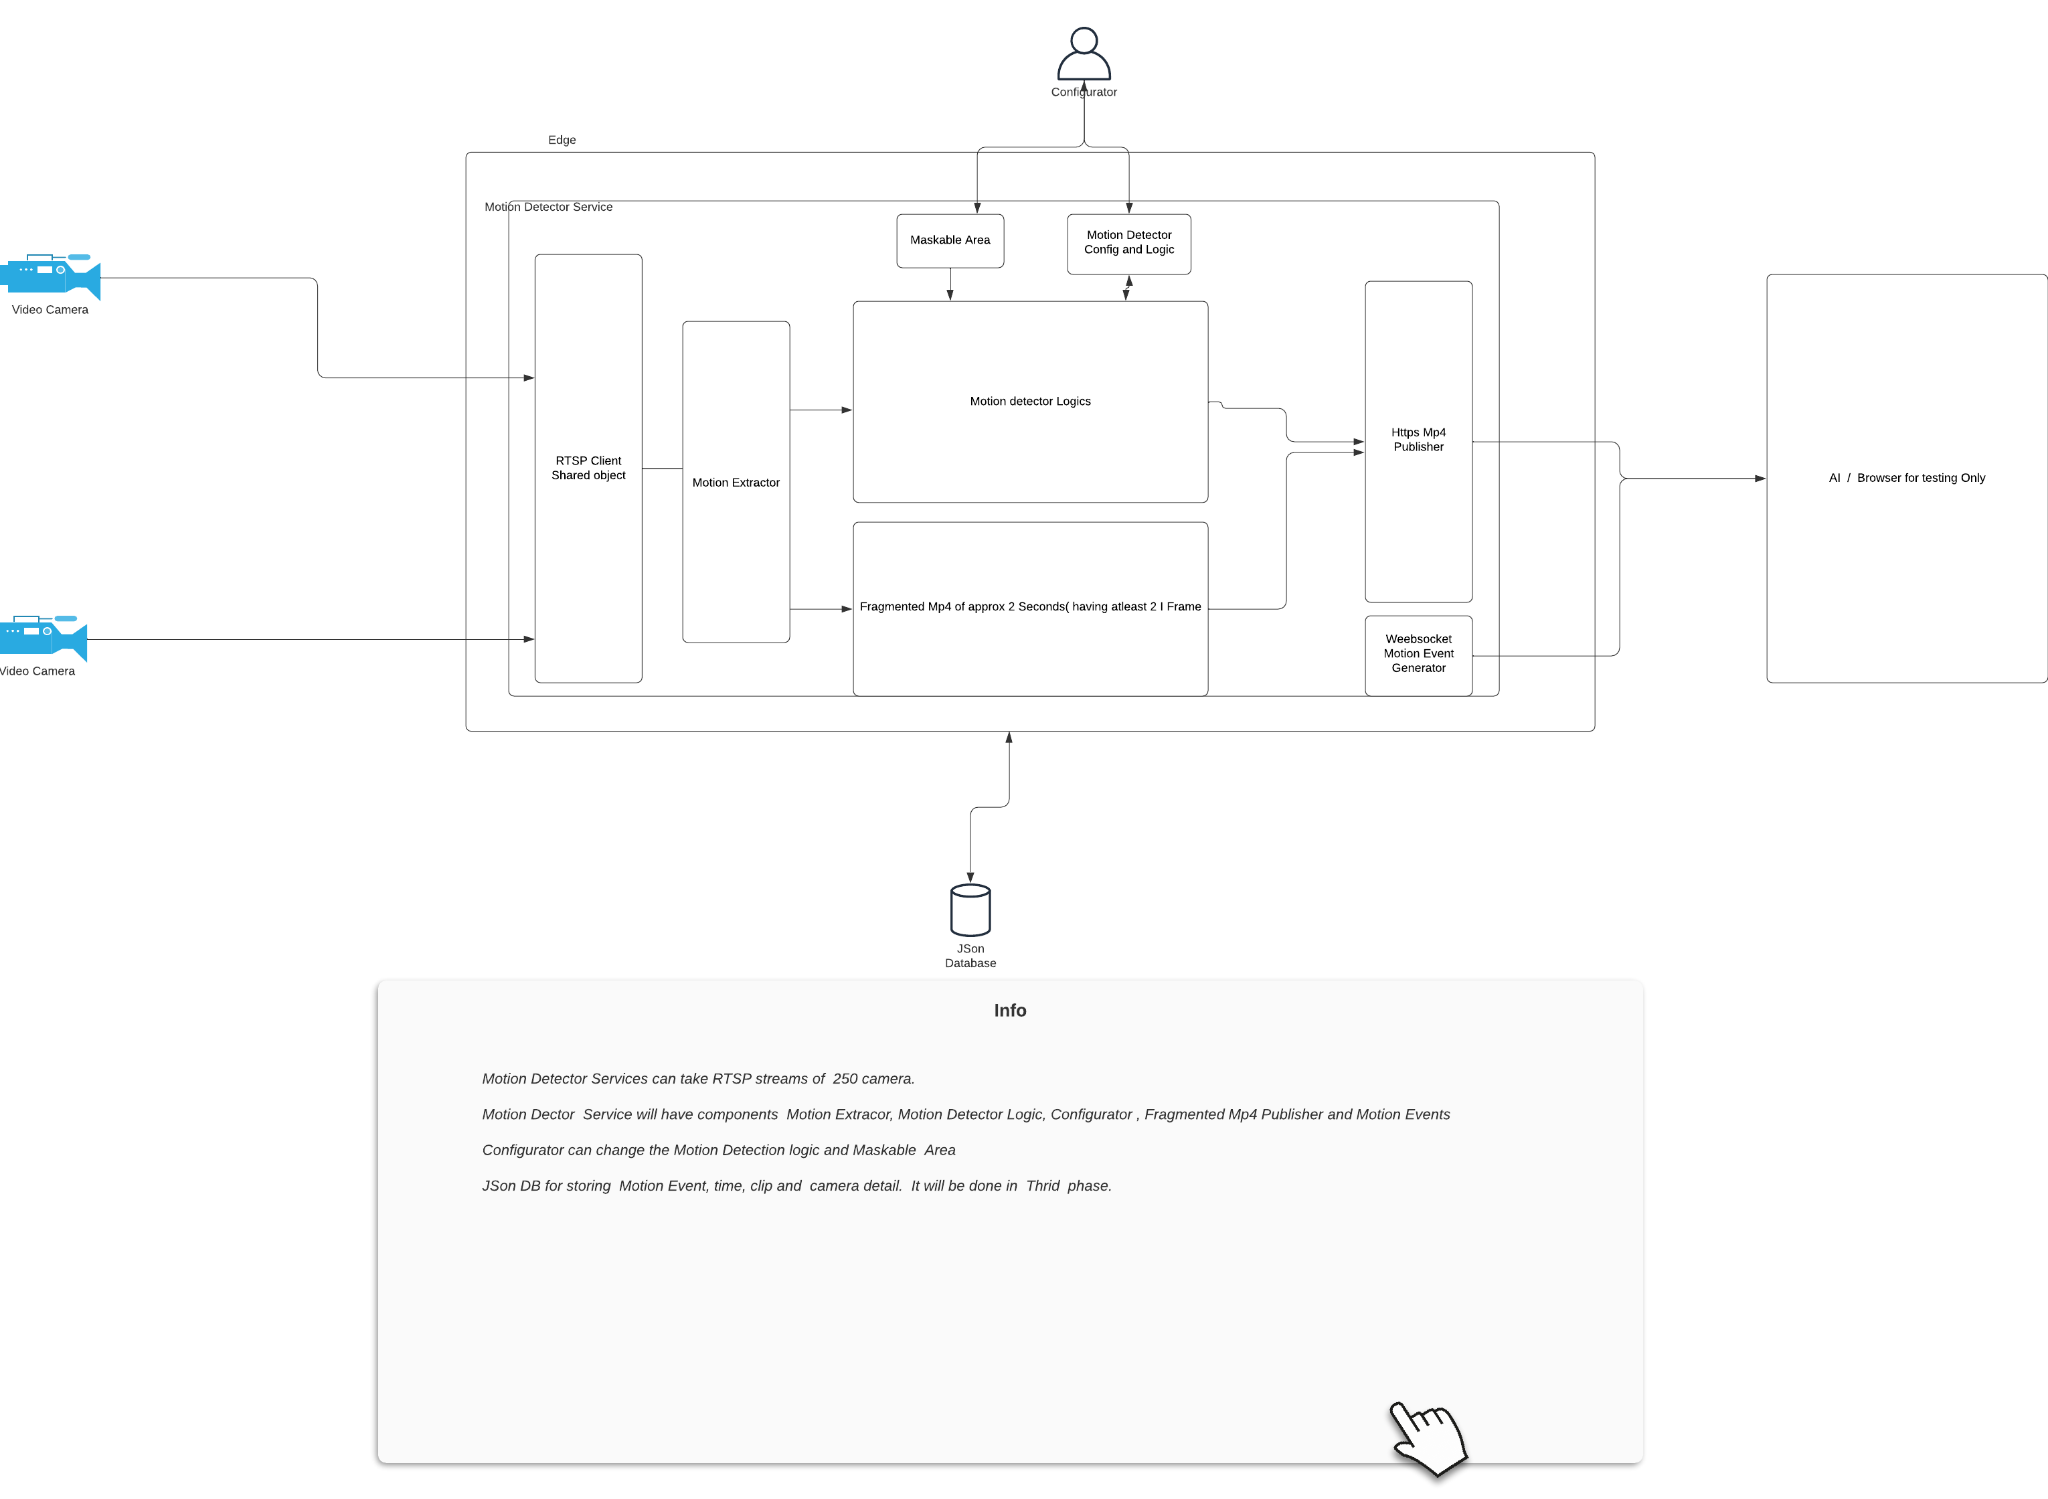 Configurator
Edge
Motion Detector Service
Maskable Area
Motion Detector
Config and Logic
Video Camera
Motion detector Logics
Https Mp4
Publisher
RTSP Client
Shared object
Motion Extractor
AI  /  Browser for testing Only
Fragmented Mp4 of approx 2 Seconds( having atleast 2 I Frame
Weebsocket
Motion Event
Generator
Video Camera
JSon
Database
Info
Motion Detector Services can take RTSP streams of  250 camera.
Motion Dector  Service will have components  Motion Extracor, Motion Detector Logic, Configurator , Fragmented Mp4 Publisher and Motion Events
Configurator can change the Motion Detection logic and Maskable  Area
JSon DB for storing  Motion Event, time, clip and  camera detail.  It will be done in  Thrid  phase.